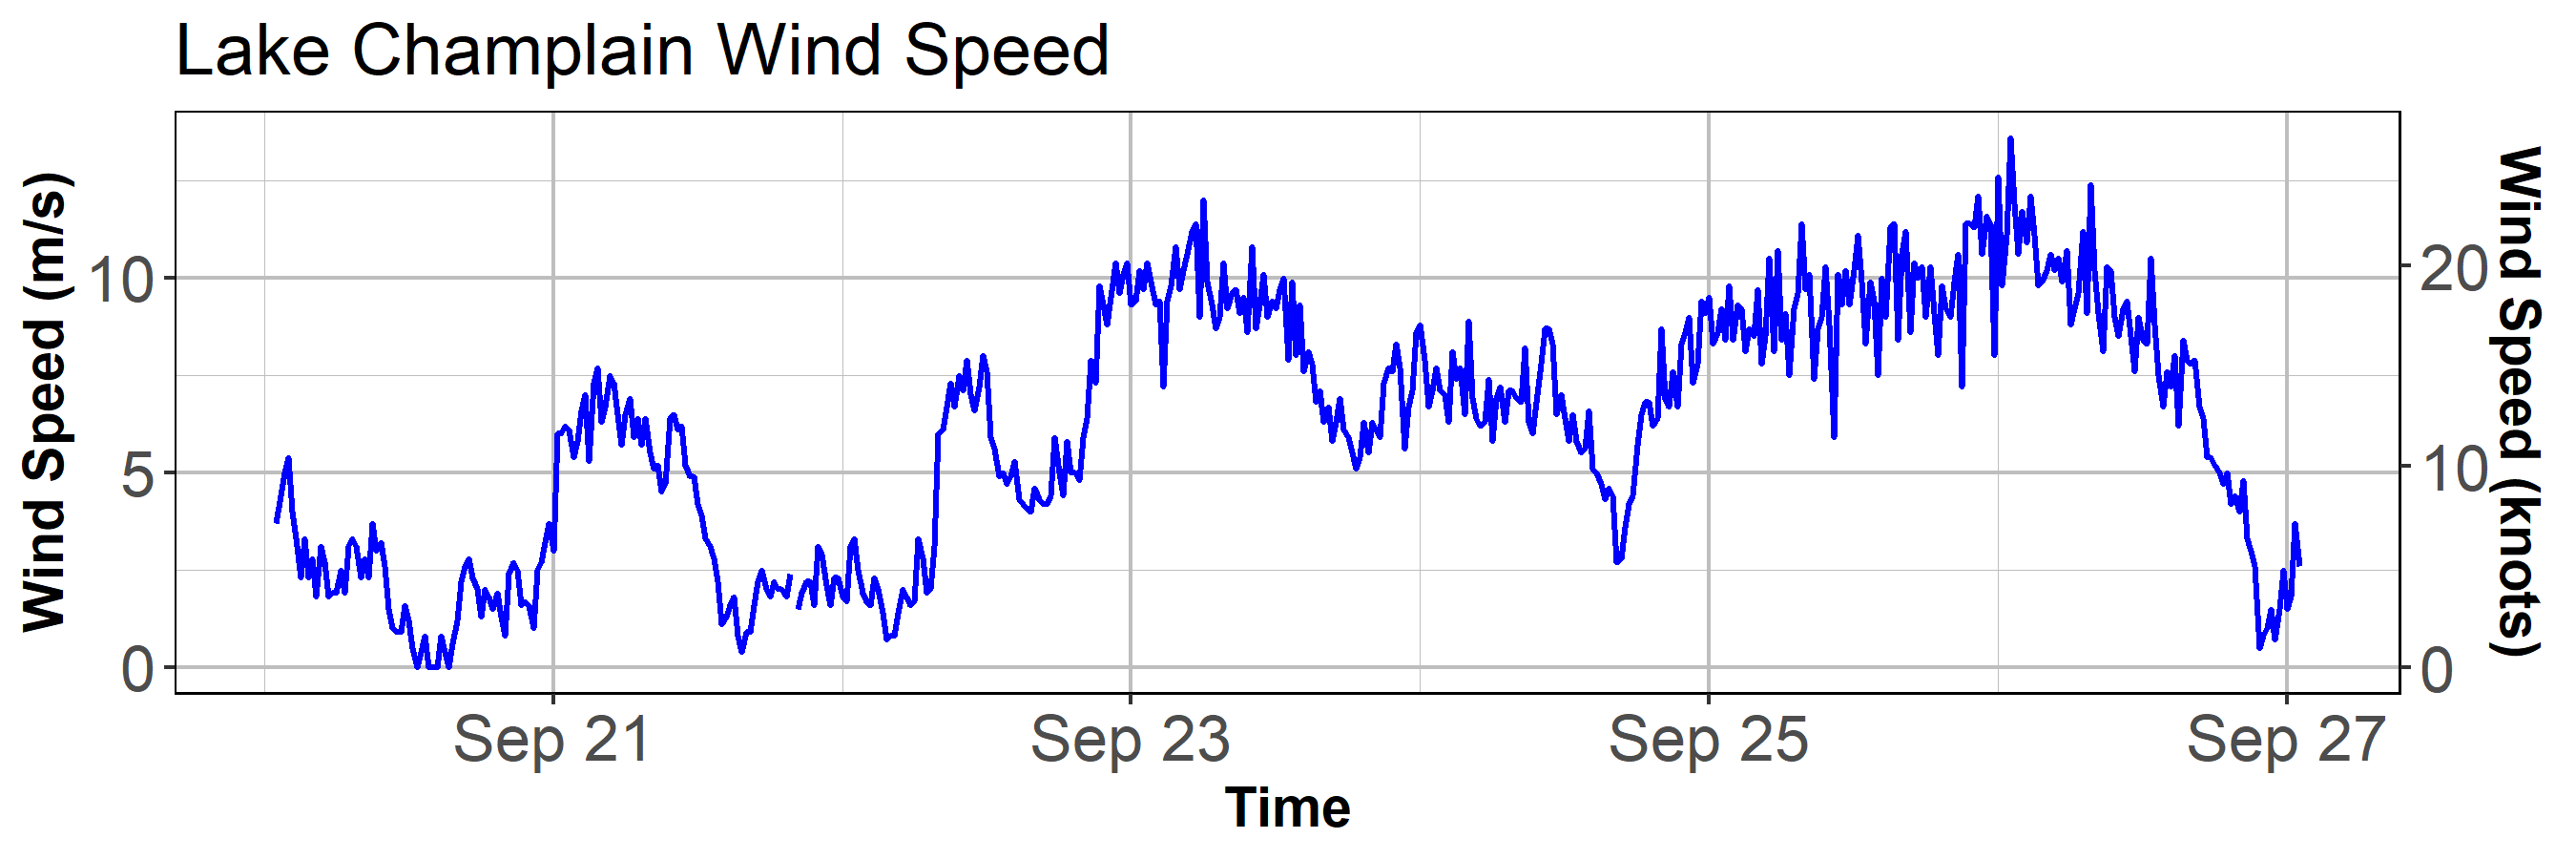 Lake Champlain Wind Speed
Wind Speed (m/s)
10
5
0
20
10
0
Wind Speed (knots)
Sep 21
Sep 23
Sep 25
Sep 27
Time